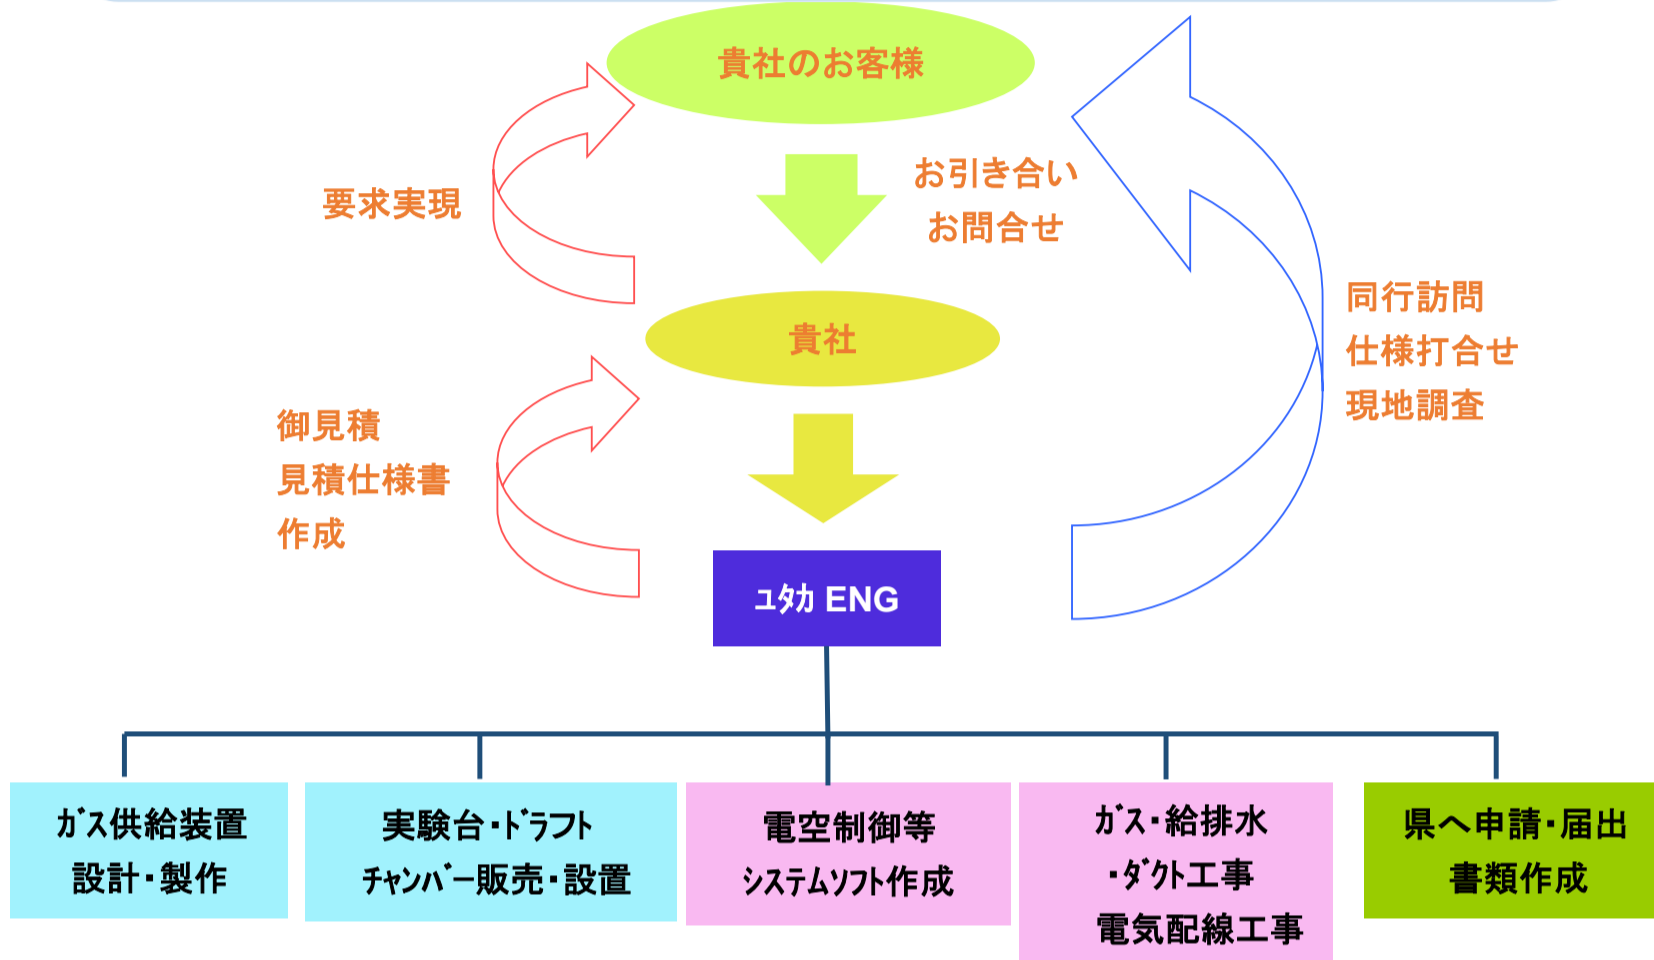 貴社のお客様
お引き合い
お問合せ
要求実現
貴社
同行訪問
仕様打合せ
現地調査
御見積
見積仕様書
作成
ﾕﾀｶ ENG
ｶﾞｽ供給装置
設計・製作
実験台・ﾄﾞﾗﾌﾄ
ﾁｬﾝﾊﾞｰ販売・設置
電空制御等
ｼｽﾃﾑｿﾌﾄ作成
ｶﾞｽ・給排水
・ﾀﾞｸﾄ工事
電気配線工事
県へ申請・届出
書類作成